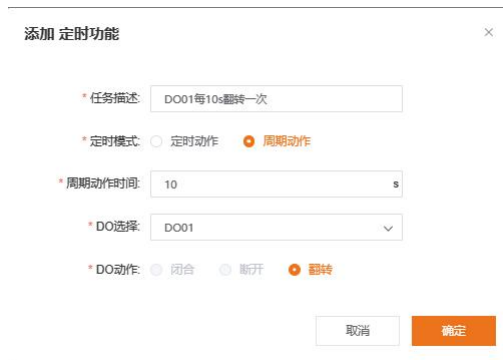 添加 定时功能
×
* 任务描述: DO01每10s翻转一次
* 定时模式: 定时动作 周期动作
* 周期动作时间: 10 s
* DO选择: DO01
* DO动作: 闭合 断开 翻转
取消 确定